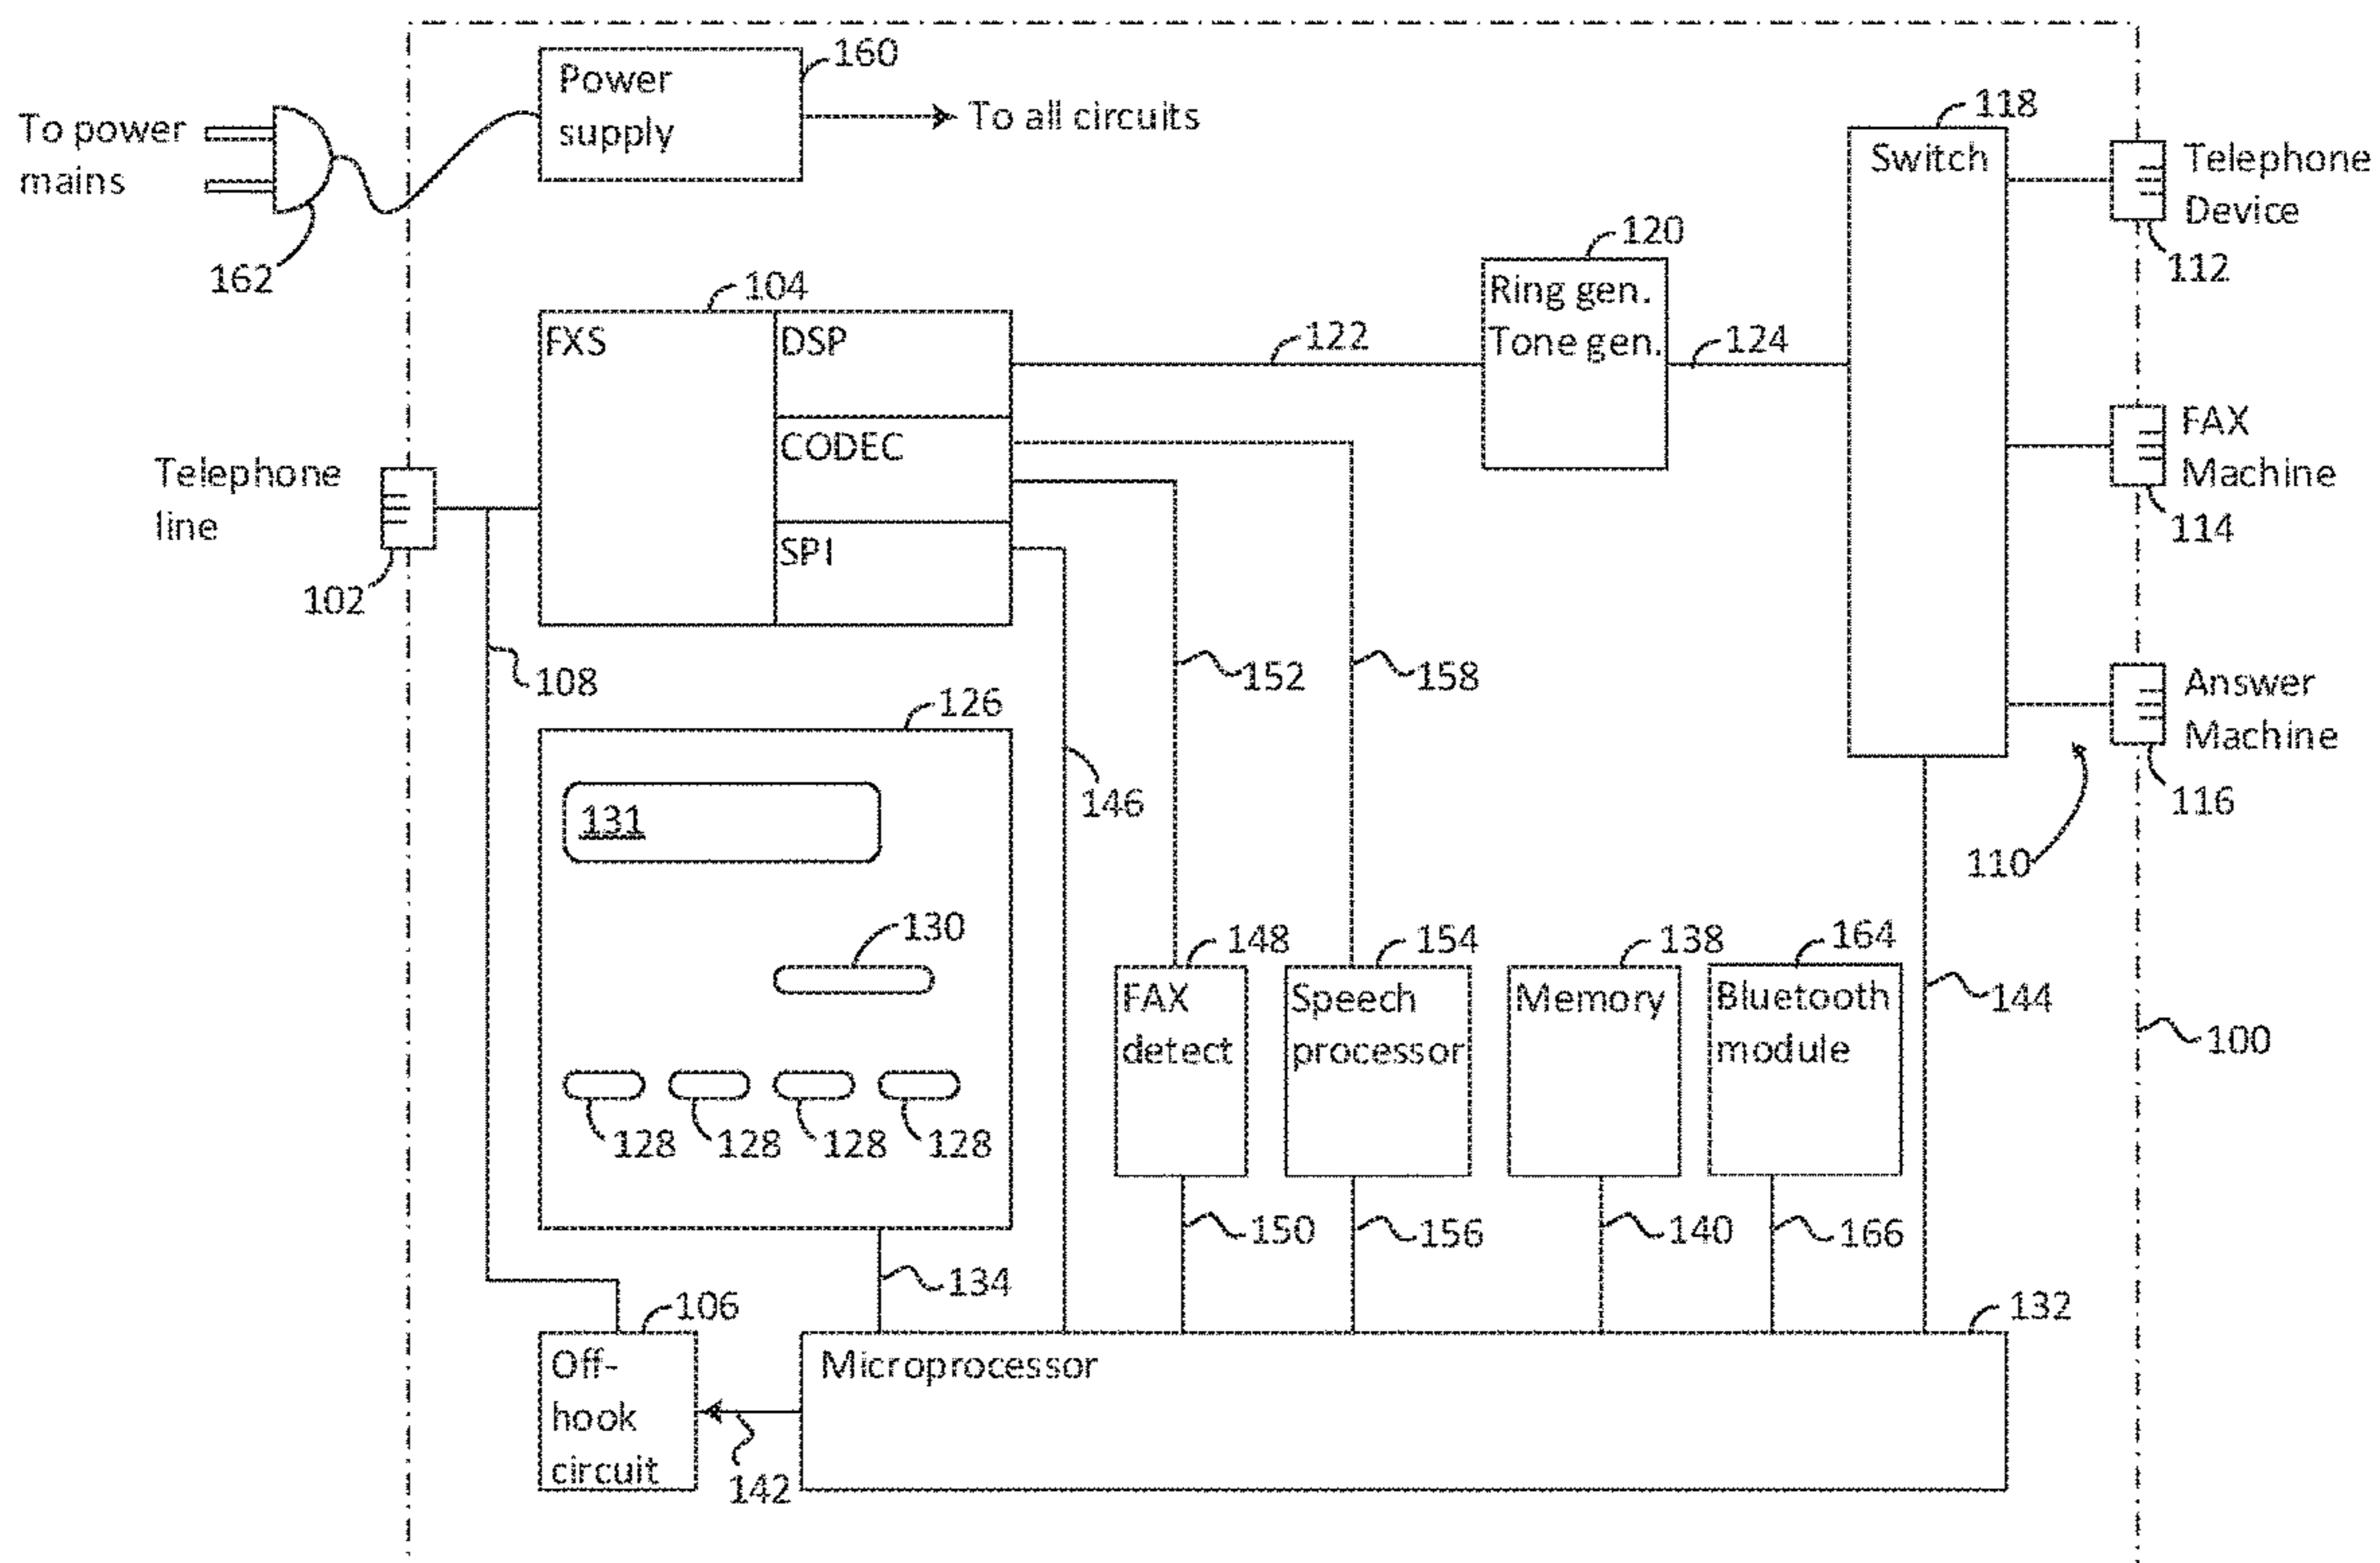 160
Power
supply
To all circuits
To power
mains
162
118
Switch
Telephone
Device
112
120
Ring gen.
Tone gen.
104
FXS
DSP
CODEC
SPI
122
124
FAX
Machine
114
Telephone
line
102
108
152
158
Answer
Machine
116
110
126
131
146
130
128
128
128
128
148
FAX
detect
154
Speech
processor
138
Memory
164
Bluetooth
module
144
100
150
156
140
166
134
106
Off-
hook
circuit
142
132
Microprocessor